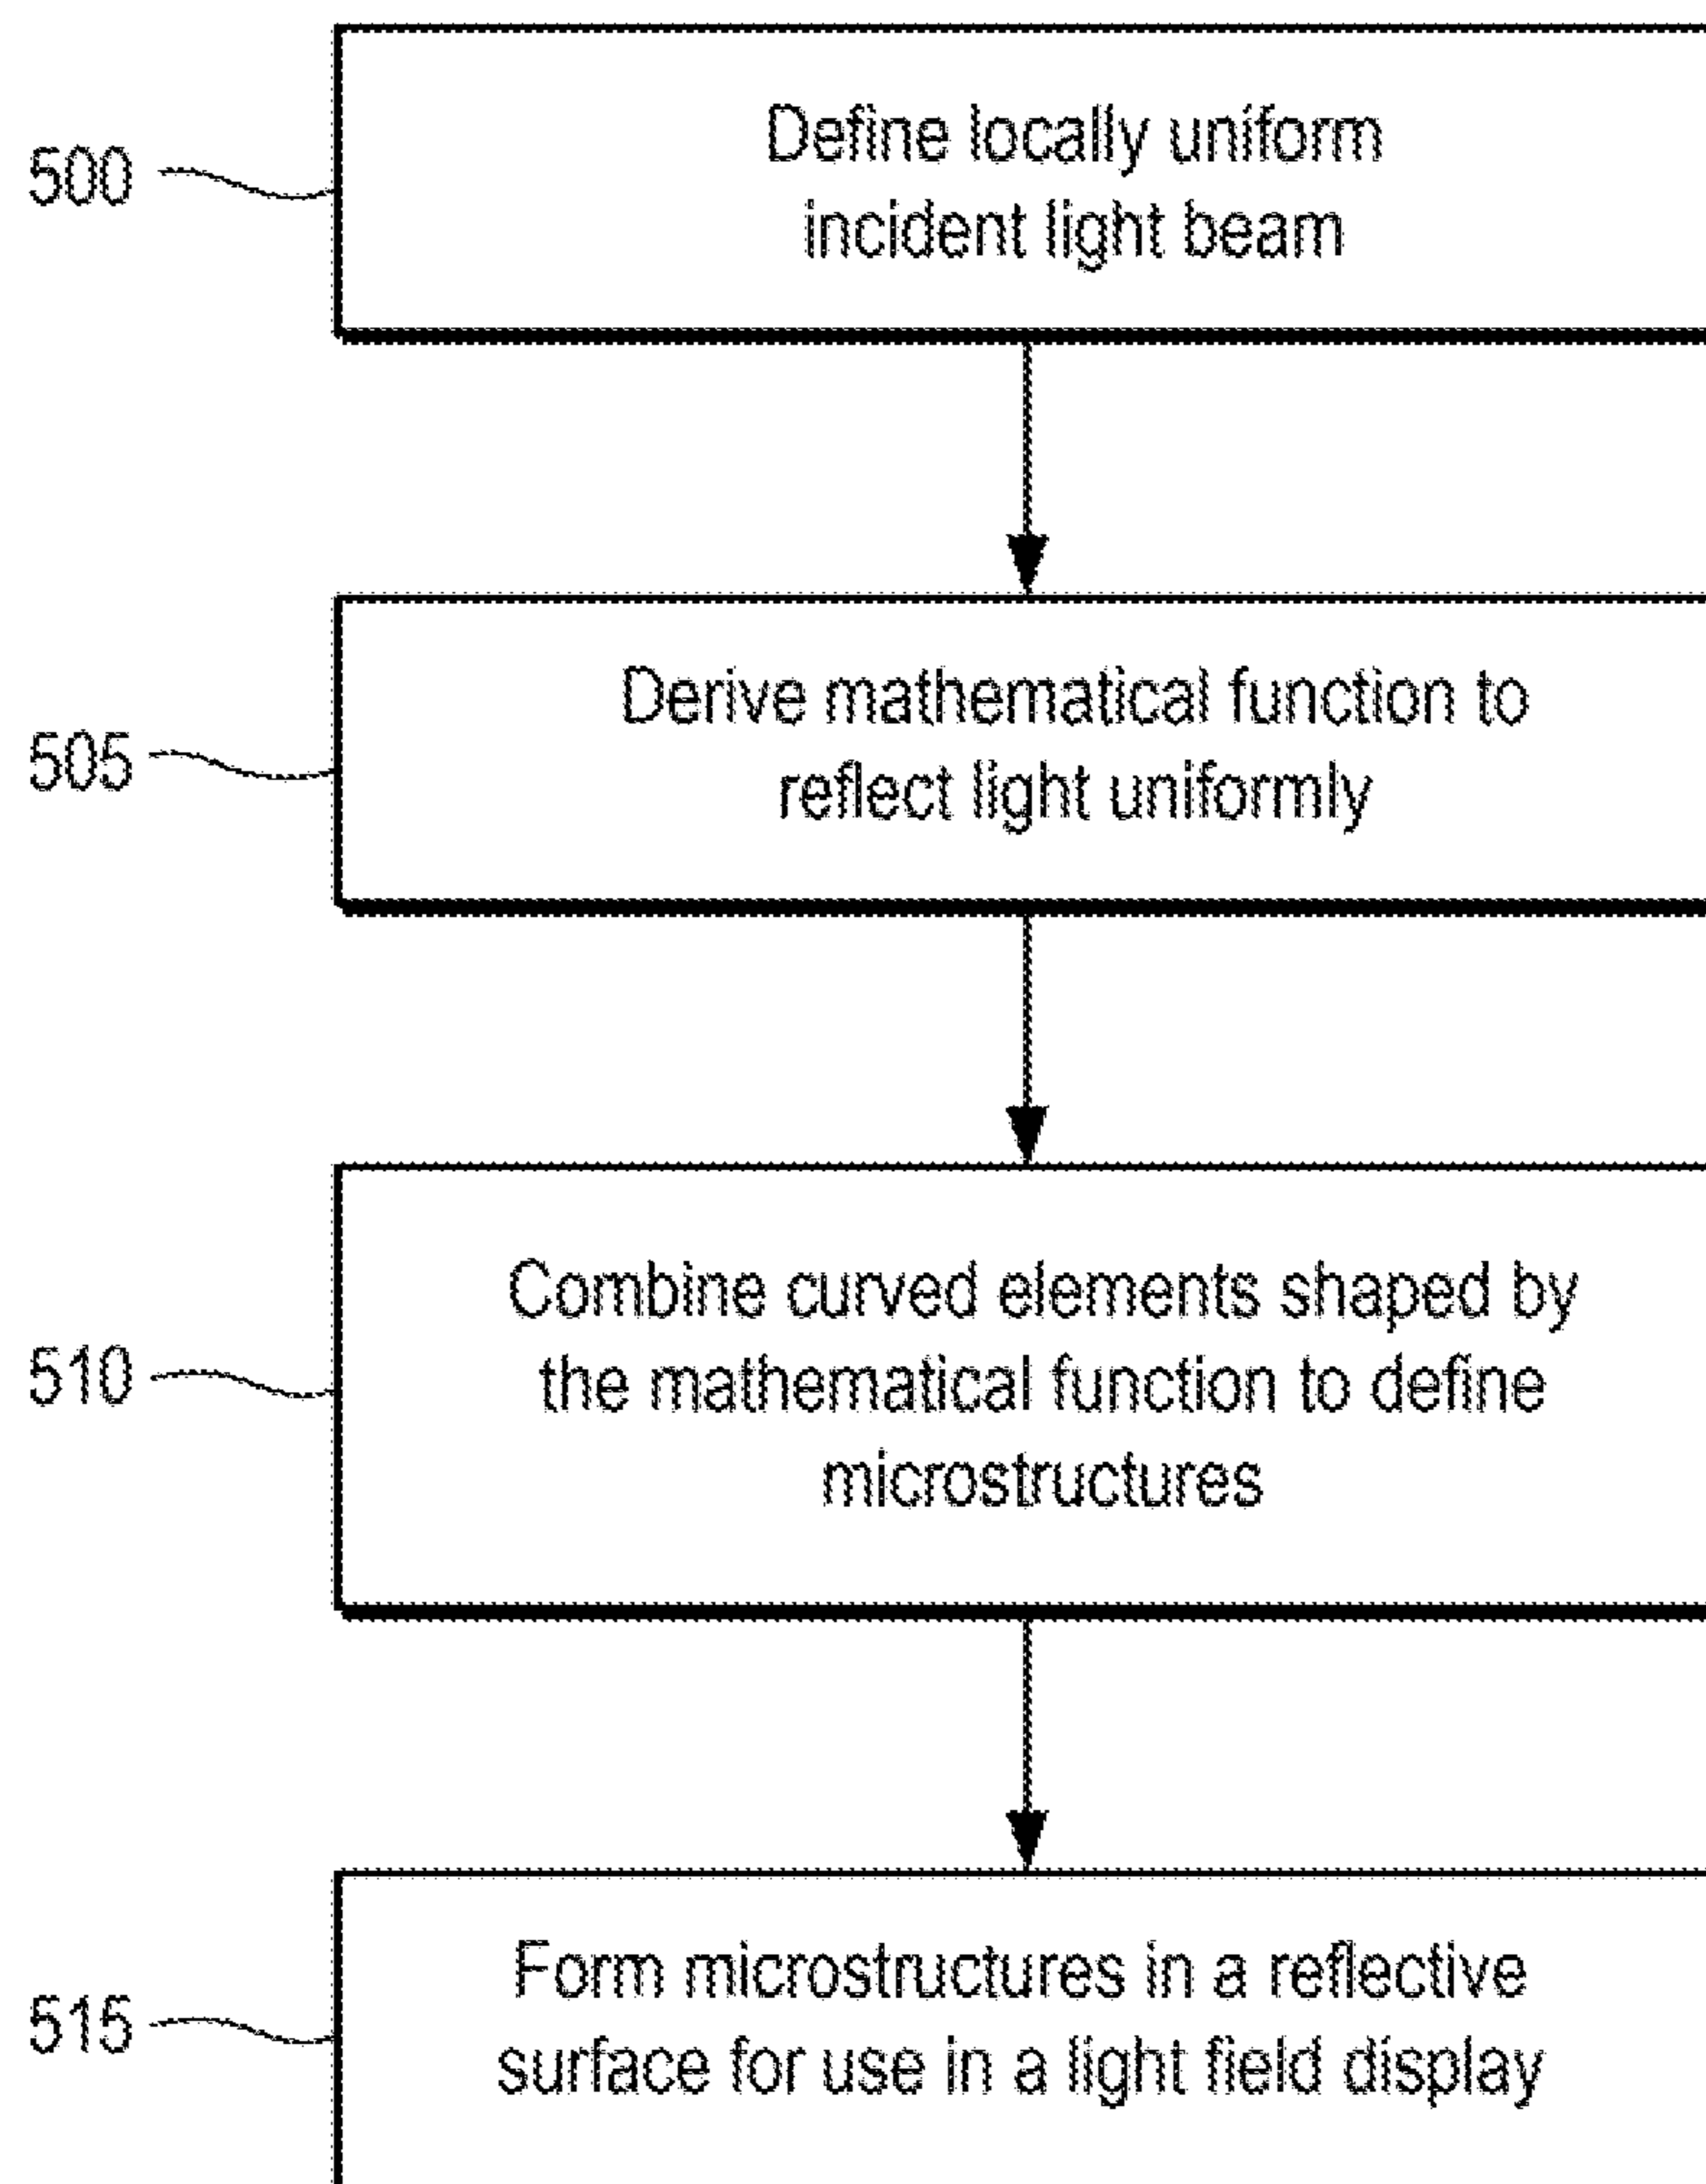 500
Define locally uniform
incident light beam
505
Derive mathematical function to
reflect light uniformly
510
Combine curved elements shaped by
the mathematical function to define
microstructures
515
Form microstructures in a reflective
surface for use in a light field display